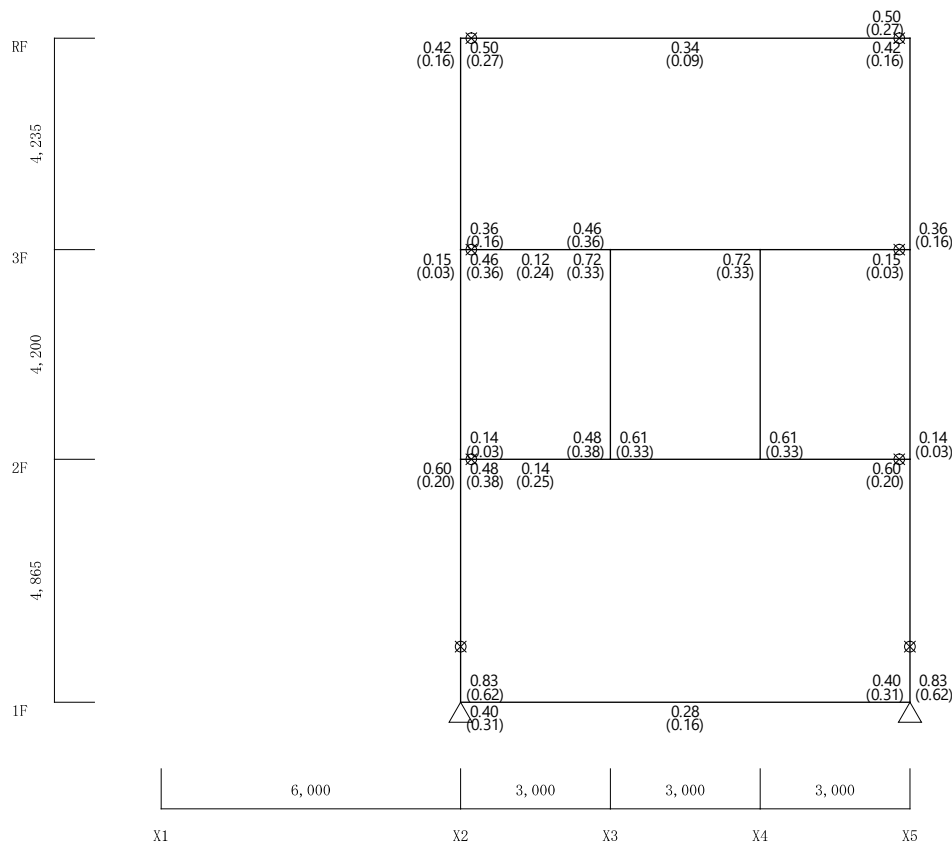 0.50
(0.27)
RF
0.42 0.50 0.34 0.42
(0.16) (0.27) (0.09) (0.16)
4,235
0.36 0.46 0.36
(0.16) (0.36) (0.16)
3F
0.15 0.46 0.12 0.72 0.72 0.15
(0.03) (0.36) (0.24) (0.33) (0.33) (0.03)
4,200
0.14 0.48 0.61 0.61 0.14
(0.03) (0.38) (0.33) (0.33) (0.03)
2F
0.60 0.48 0.14 0.60
(0.20) (0.38) (0.25) (0.20)
4,865
0.83 0.40 0.83
(0.62) (0.31) (0.62)
1F
0.40 0.28
(0.31) (0.16)
6,000 3,000 3,000 3,000
X1 X2 X3 X4 X5